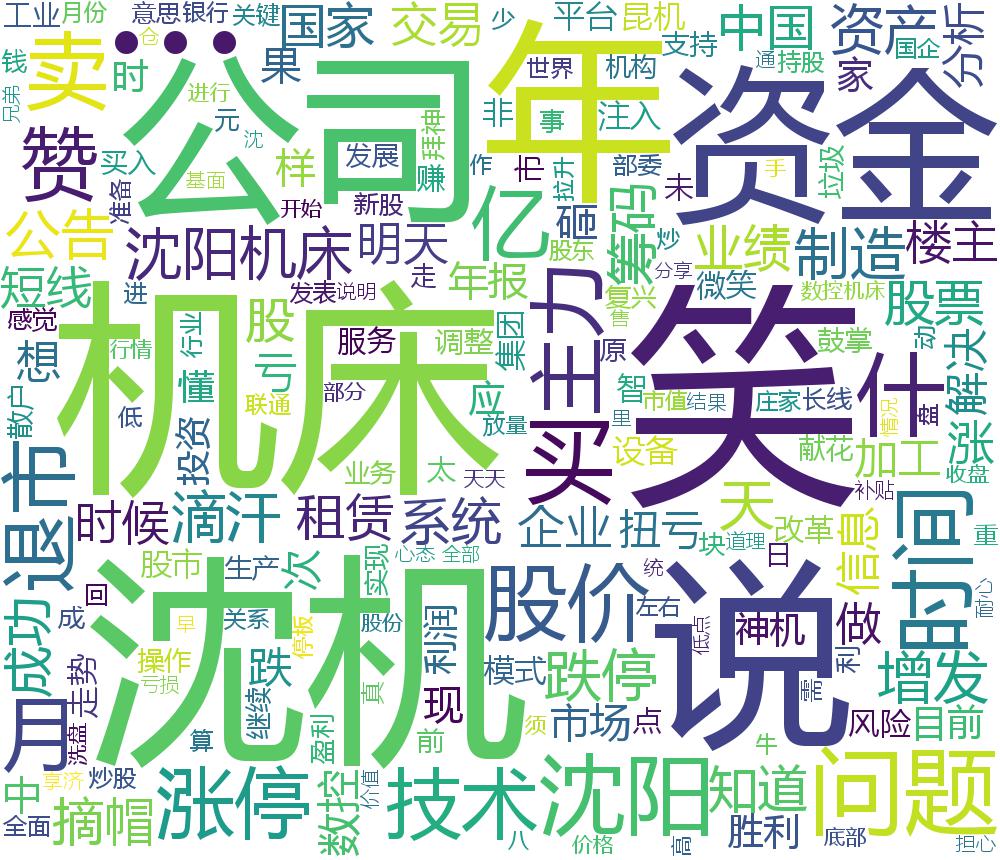 工业
月份
意思
银行
关键
国家
交易
少
平台
昆机
中国
资产
分析
钱
卖
仓
时
果
年
世界
机构
支持
通
持股
国企
家
兄弟
公司
进行
元
沈
拜神
非
事
注入
资金
赞
买入
样
发展
赚
作
市
拉升
部委
未
手
垃圾
准备
基面
开始
新股
亿
砸
筹码
公告
沈阳机床
明天
股东
炒
业绩
制造
楼主
短线
进
发表
说明
走
年报
主力
复兴
分享
微笑
数控机床
股票
感觉
行情
行业
股
服务
调整
集团
原
售
鼓掌
动
想
机床
懂
亏
部分
应
放量
智
市值
结果
庄家
长线
什
解决
散户
低
联通
里
笑
情况
盘
投资
业务
太
天天
买
设备
献花
加工
涨
收盘
退市
时候
滴汗
租赁
系统
企业
扭亏
天
补贴
时间
块
道理
改革
信息
重
股市
生产
次
实现
心态
全部
股价
统
说
日
耐心
成功
成
回
关系
早
停板
股份
左右
低点
神机
做
沈机
操作
跌
利润
模式
跌停
需
利
增发
月
走势
亏损
继续
真
现
市场
点
风险
目前
洗盘
算
盈利
前
须
牛
中
享济
炒股
涨停
数控
价值
技术
沈阳
知道
问题
全面
摘帽
八
价格
高
胜利
底部
担心